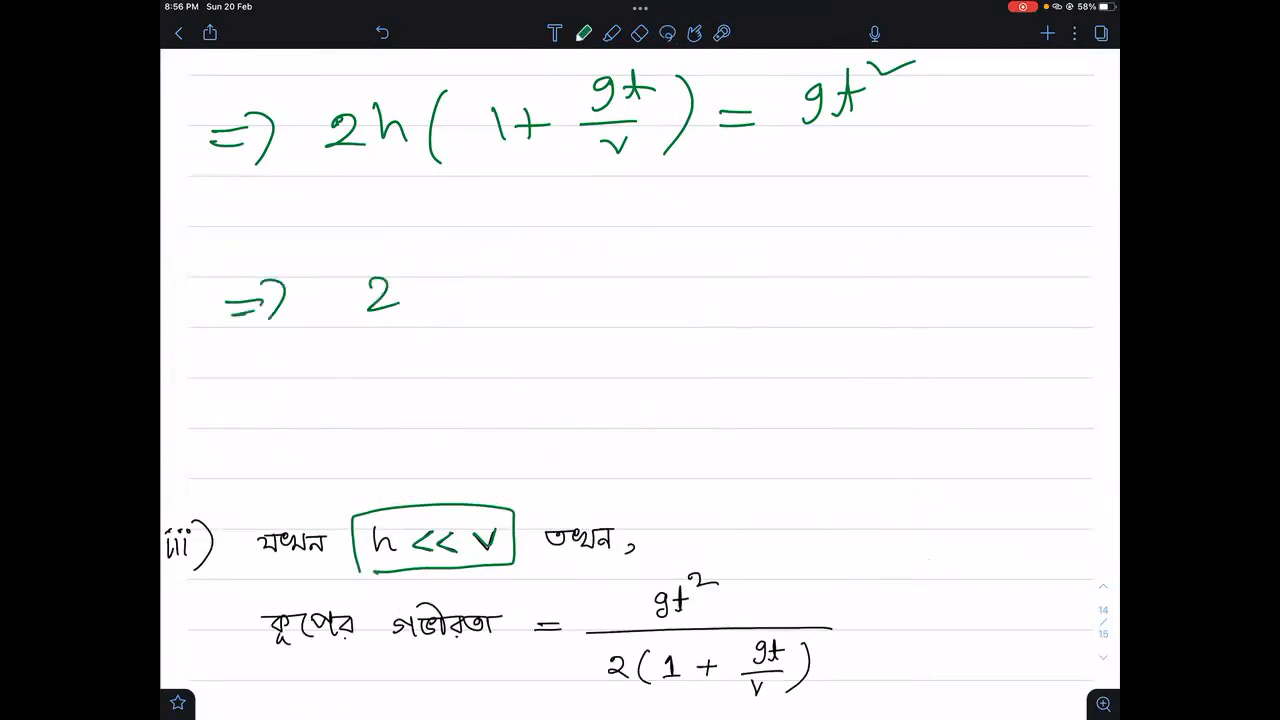 8:56 PM Sun 20 Feb
58%
=> 2h ( 1 + gt/v ) = gt²
=> 2
iii) যখন h << v তখন,
কূপের গভীরতা = gt² / 2 ( 1 + gt/v )
14
/
15